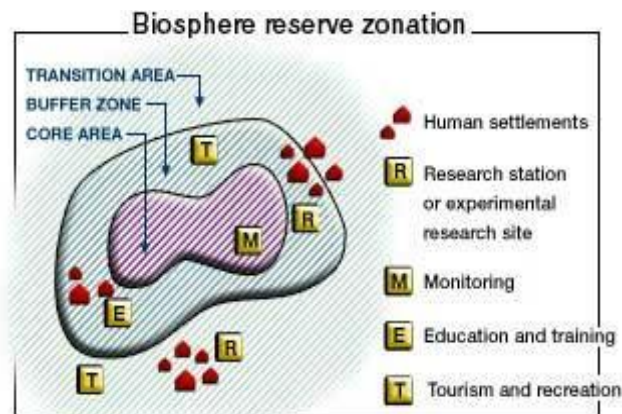 Biosphere reserve zonation
TRANSITION AREA
BUFFER ZONE
CORE AREA
T
R
M
E
R
T
Human settlements
R
Research station
or experimental
research site
M
Monitoring
E
Education and training
T
Tourism and recreation